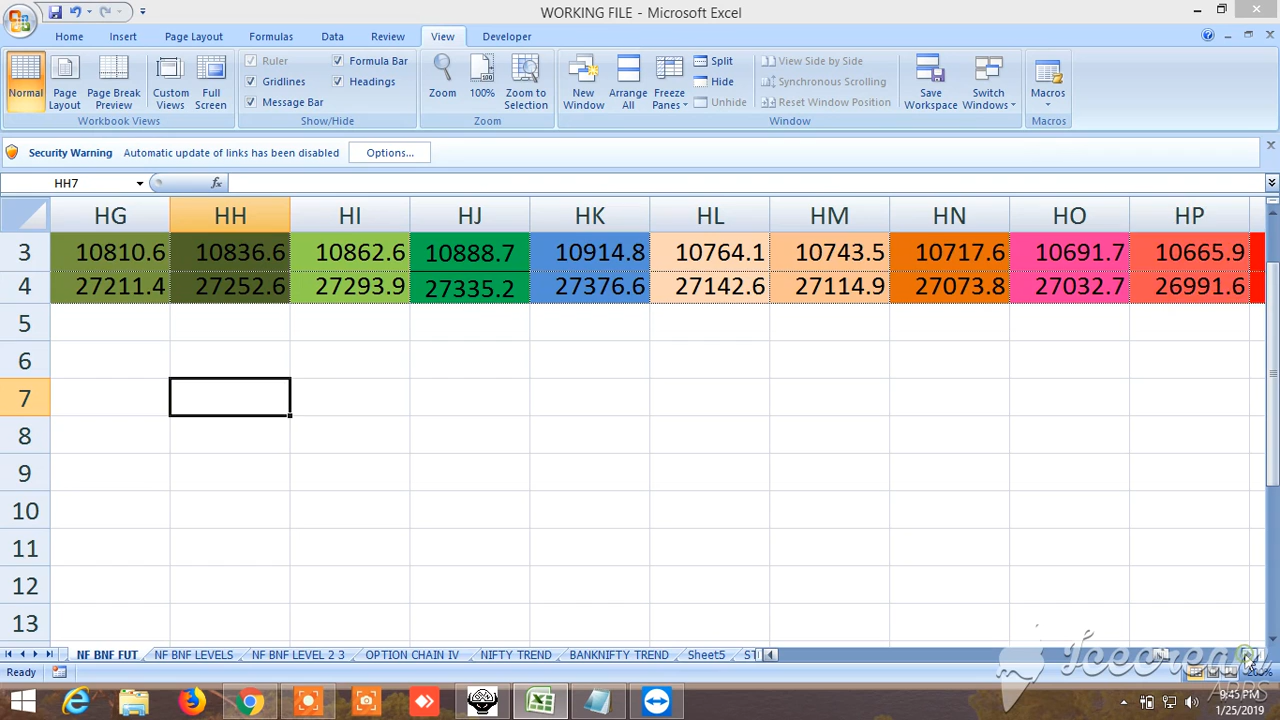 WORKING FILE - Microsoft Excel
Home Insert Page Layout Formulas Data Review View Developer
Normal Page Layout Page Break Preview Custom Views Full Screen
Workbook Views
Ruler Formula Bar
Gridlines Headings
Message Bar
Show/Hide
Zoom 100% Zoom to Selection
Zoom
New Window Arrange All Freeze Panes
Split View Side by Side
Hide Synchronous Scrolling
Unhide Reset Window Position
Save Workspace Switch Windows
Window
Macros
Macros
Security Warning Automatic update of links has been disabled Options...
HH7 fx
HG HH HI HJ HK HL HM HN HO HP
3 10810.6 10836.6 10862.6 10888.7 10914.8 10764.1 10743.5 10717.6 10691.7 10665.9
4 27211.4 27252.6 27293.9 27335.2 27376.6 27142.6 27114.9 27073.8 27032.7 26991.6
5
6
7
8
9
10
11
12
13
NF BNF FUT NF BNF LEVELS NF BNF LEVEL 2 3 OPTION CHAIN IV NIFTY TREND BANKNIFTY TREND Sheet5 ST
Ready
Icecream
APPS
9:45 PM
1/25/2019